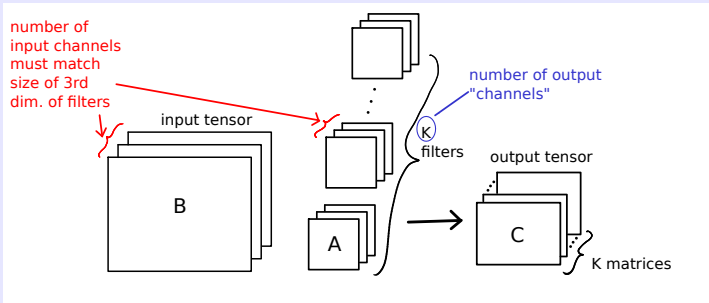 number of
input channels
must match
size of 3rd
dim. of filters
input tensor
B
A
K
filters
number of output
"channels"
output tensor
C
K matrices